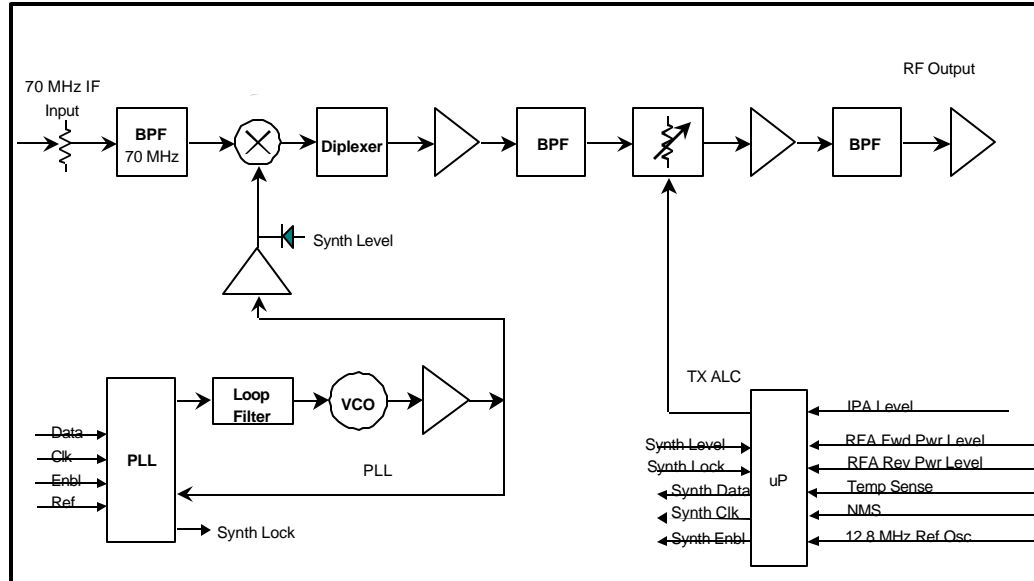 70 MHz IF
Input
RF Output
BPF
70 MHz
Diplexer
BPF
BPF
Synth Level
TX ALC
Loop
Filter
VCO
PLL
Data
Clk
Enbl
Ref
PLL
Synth Lock
Synth Level
Synth Lock
Synth Data
Synth Clk
Synth Enbl
uP
IPA Level
RFA Fwd Pwr Level
RFA Rev Pwr Level
Temp Sense
NMS
12.8 MHz Ref Osc